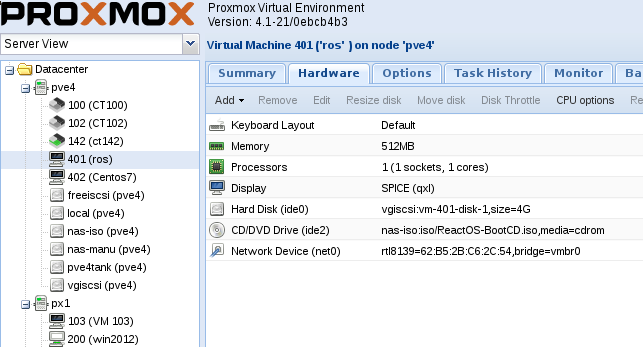 PROXMOX
Proxmox Virtual Environment
Version: 4.1-21/0ebcb4b3
Server View
Virtual Machine 401 ('ros' ) on node 'pve4'
Datacenter
pve4
100 (CT100)
102 (CT102)
142 (ct142)
401 (ros)
402 (Centos7)
freeiscsi (pve4)
local (pve4)
nas-iso (pve4)
nas-manu (pve4)
pve4tank (pve4)
vgiscsi (pve4)
px1
103 (VM 103)
200 (win2012)
Summary Hardware Options Task History Monitor Ba
Add Remove Edit Resize disk Move disk Disk Throttle CPU options Re
Keyboard Layout Default
Memory 512MB
Processors 1 (1 sockets, 1 cores)
Display SPICE (qxl)
Hard Disk (ide0) vgiscsi:vm-401-disk-1,size=4G
CD/DVD Drive (ide2) nas-iso:iso/ReactOS-BootCD.iso,media=cdrom
Network Device (net0) rtl8139=62:B5:2B:C6:2C:54,bridge=vmbr0